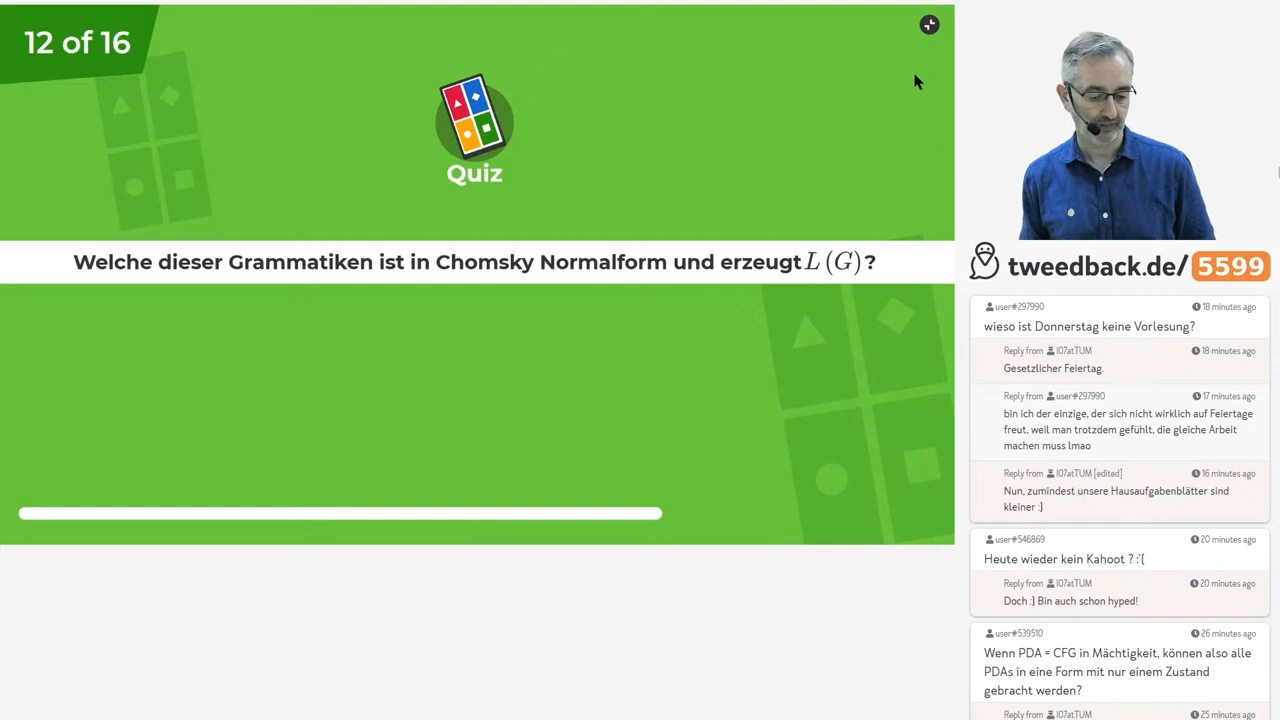 12 of 16
Quiz
Welche dieser Grammatiken ist in Chomsky Normalform und erzeugt L (G) ?
tweedback.de/ 5599
user#297990 18 minutes ago
wieso ist Donnerstag keine Vorlesung?
Reply from I07atTUM 18 minutes ago
Gesetzlicher Feiertag.
Reply from user#297990 17 minutes ago
bin ich der einzige, der sich nicht wirklich auf Feiertage
freut, weil man trotzdem gefühlt, die gleiche Arbeit
machen muss lmao
Reply from I07atTUM [edited] 16 minutes ago
Nun, zumindest unsere Hausaufgabenblätter sind
kleiner :)
user#546869 20 minutes ago
Heute wieder kein Kahoot ? :'[
Reply from I07atTUM 20 minutes ago
Doch :) Bin auch schon hyped!
user#539510 26 minutes ago
Wenn PDA = CFG in Mächtigkeit, können also alle
PDAs in eine Form mit nur einem Zustand
gebracht werden?
Reply from I07atTUM 25 minutes ago